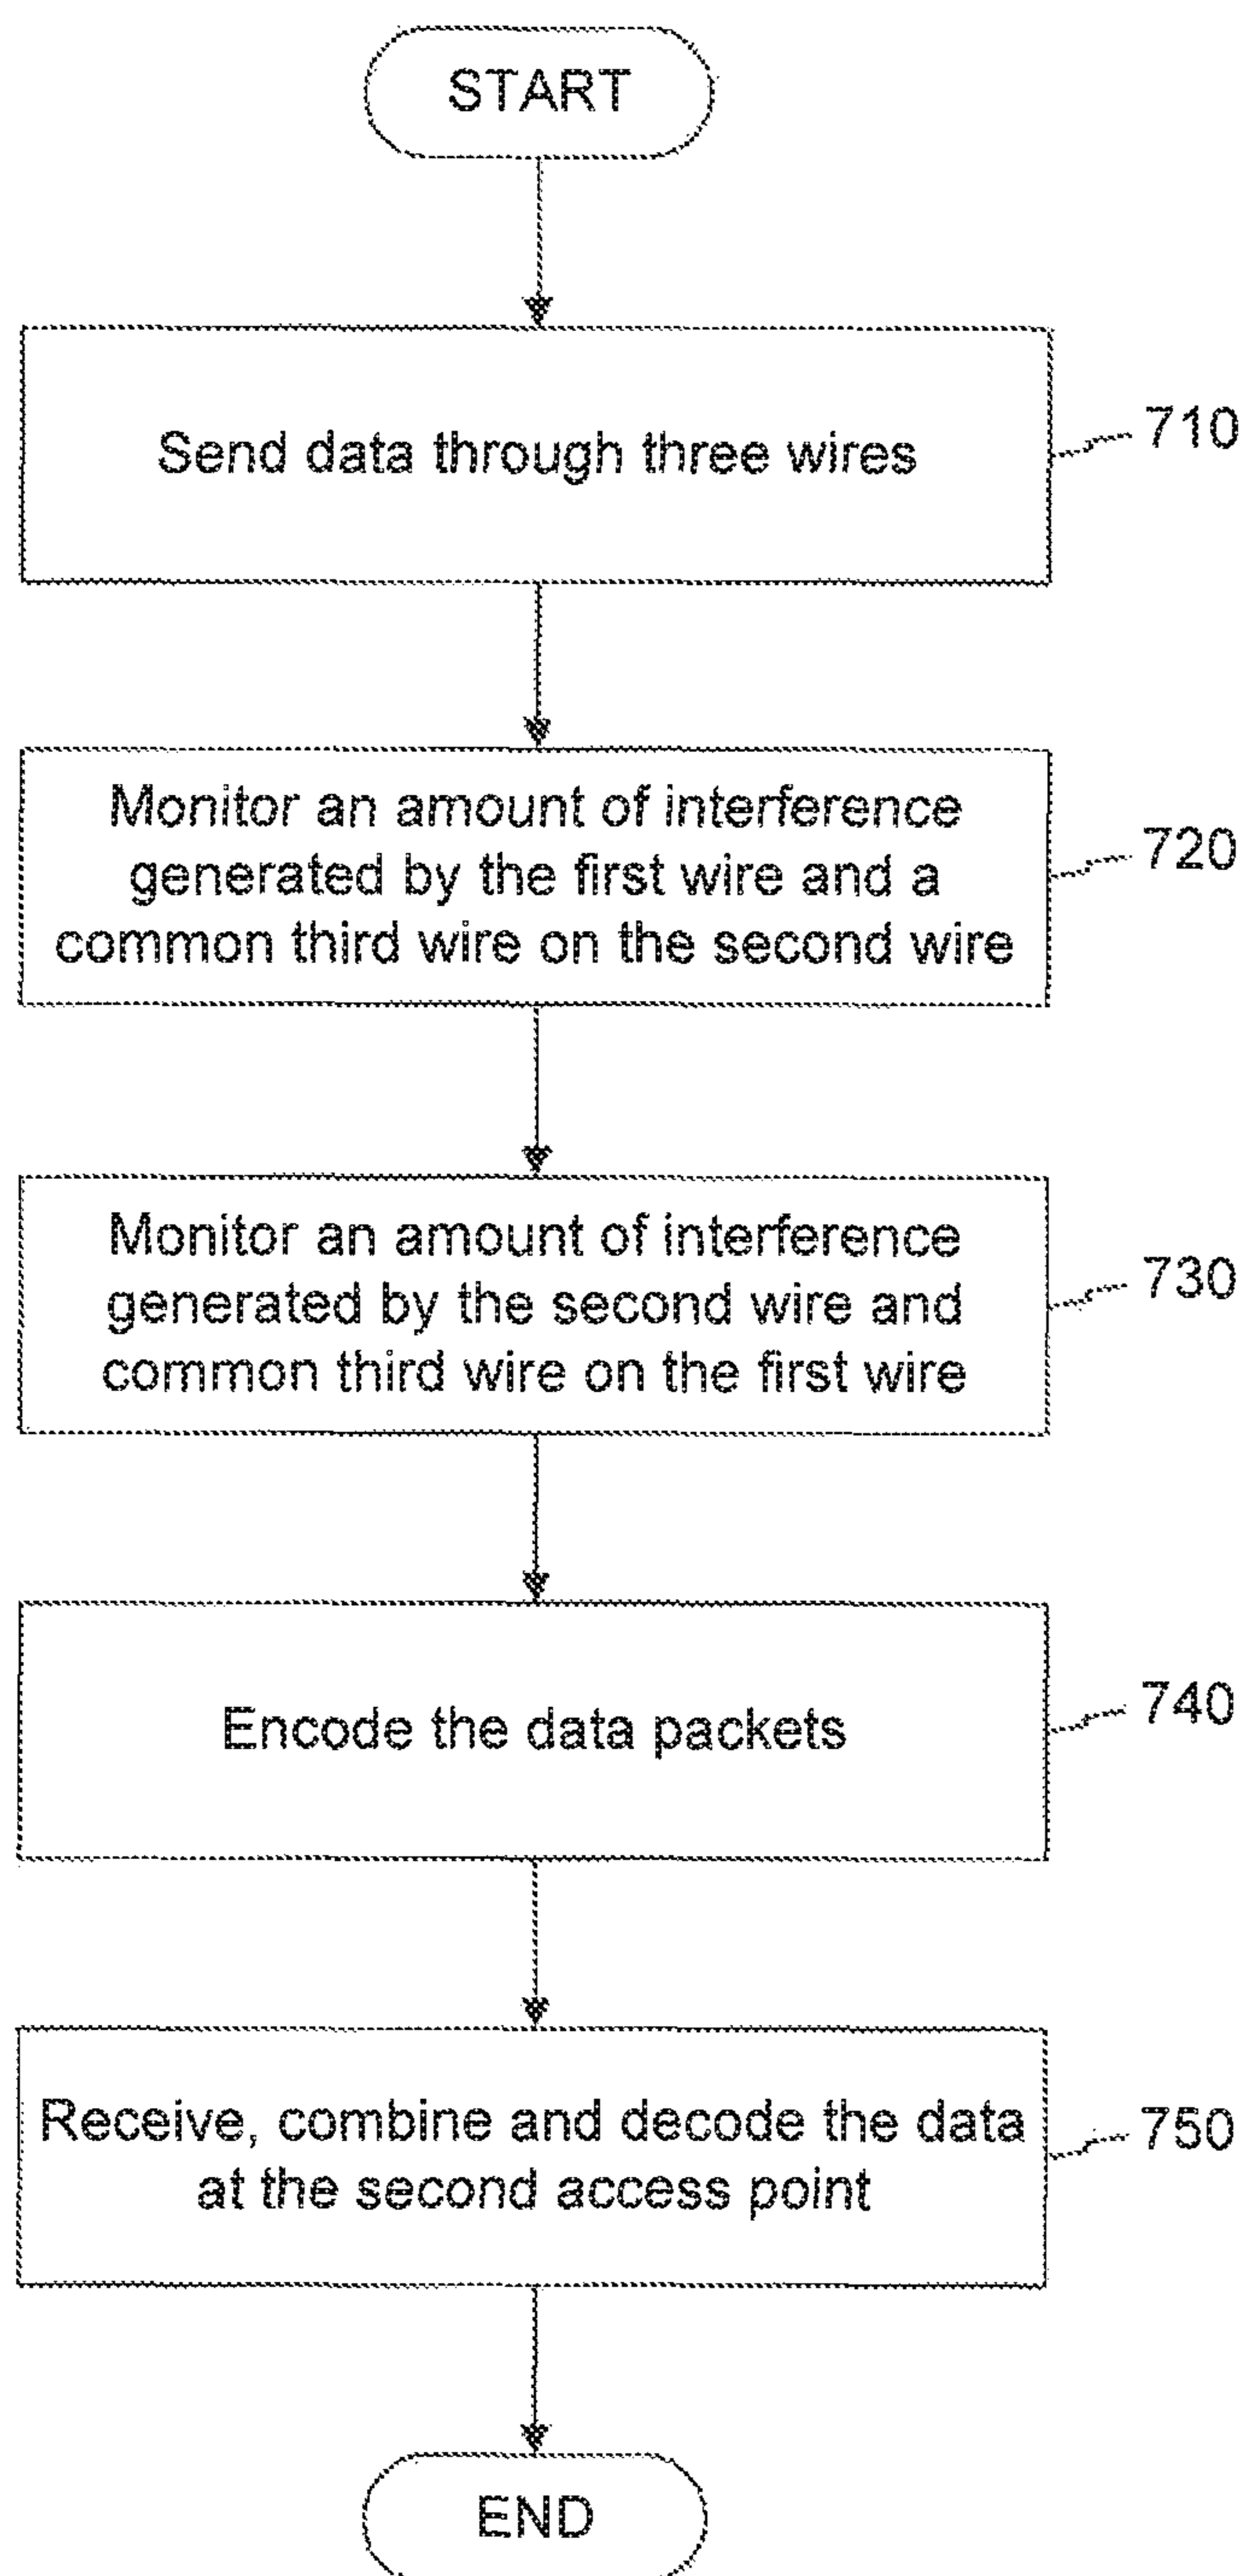 START
Send data through three wires
710
Monitor an amount of interference
generated by the first wire and a
common third wire on the second wire
720
Monitor an amount of interference
generated by the second wire and
common third wire on the first wire
730
Encode the data packets
740
Receive, combine and decode the data
at the second access point
750
END